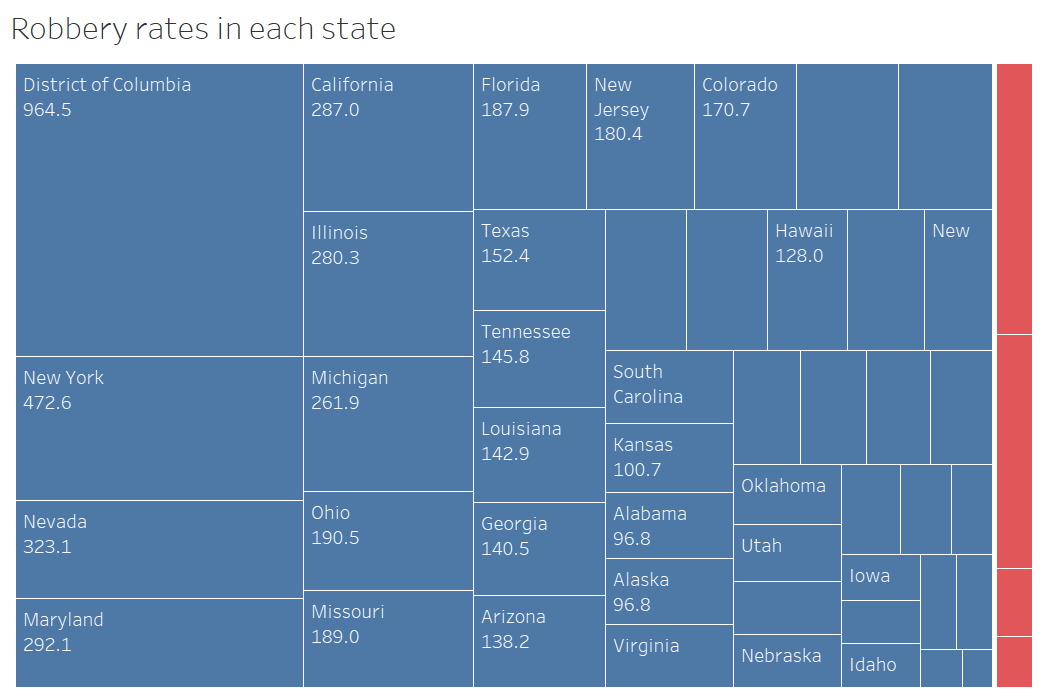 Robbery rates in each state
District of Columbia
964.5
New York
472.6
Nevada
323.1
Maryland
292.1
California
287.0
Illinois
280.3
Michigan
261.9
Ohio
190.5
Missouri
189.0
Florida
187.9
New
Jersey
180.4
Colorado
170.7
Texas
152.4
Tennessee
145.8
Louisiana
142.9
Georgia
140.5
Arizona
138.2
Hawaii
128.0
New
South
Carolina
Kansas
100.7
Alabama
96.8
Alaska
96.8
Virginia
Oklahoma
Utah
Nebraska
Iowa
Idaho